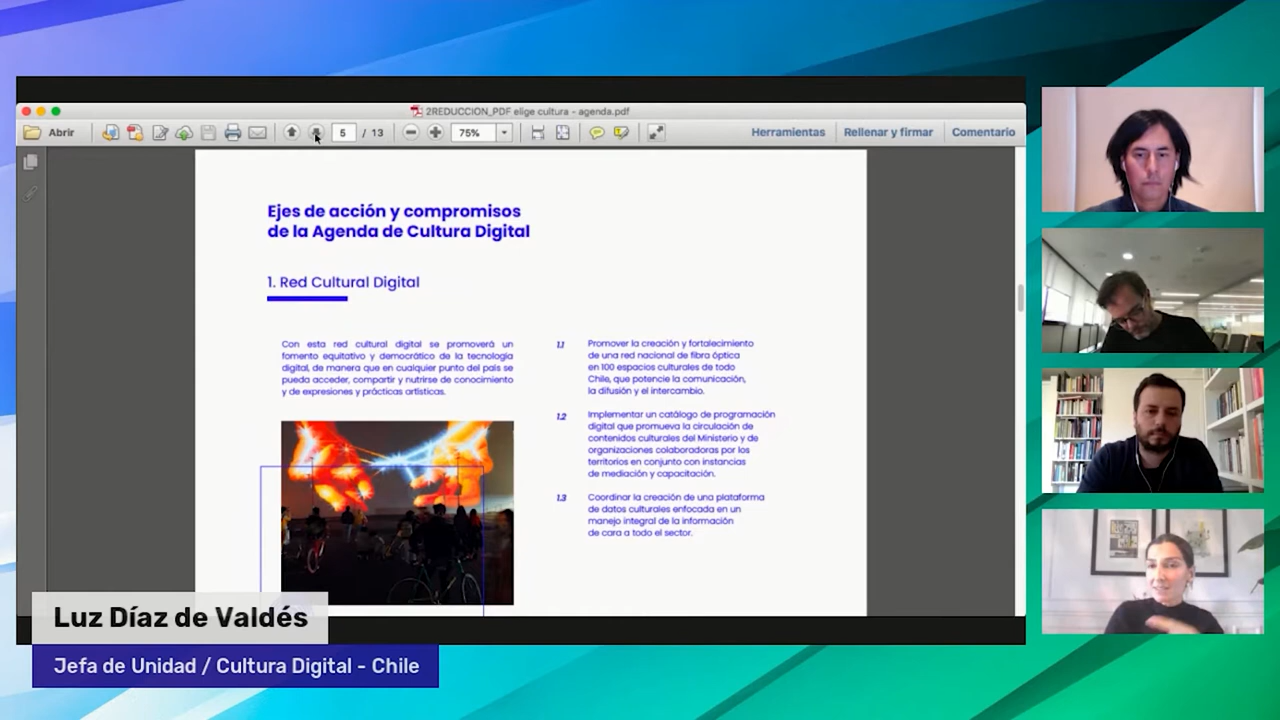 2REDUCCION_PDF elige cultura - agenda.pdf
Abrir
5 / 13
75%
Herramientas
Rellenar y firmar
Comentario
Ejes de acción y compromisos
de la Agenda de Cultura Digital
1. Red Cultural Digital
Con esta red cultural digital se promoverá un
fomento equitativo y democrático de la tecnología
digital, de manera que en cualquier punto del país se
pueda acceder, compartir y nutrirse de conocimiento
y de expresiones y prácticas artísticas.
1.1 Promover la creación y fortalecimiento
de una red nacional de fibra óptica
en 100 espacios culturales de todo
Chile, que potencie la comunicación,
la difusión y el intercambio.
1.2 Implementar un catálogo de programación
digital que promueva la circulación de
contenidos culturales del Ministerio y de
organizaciones colaboradoras por los
territorios en conjunto con instancias
de mediación y capacitación.
1.3 Coordinar la creación de una plataforma
de datos culturales enfocada en un
manejo integral de la información
de cara a todo el sector.
Luz Díaz de Valdés
Jefa de Unidad / Cultura Digital - Chile